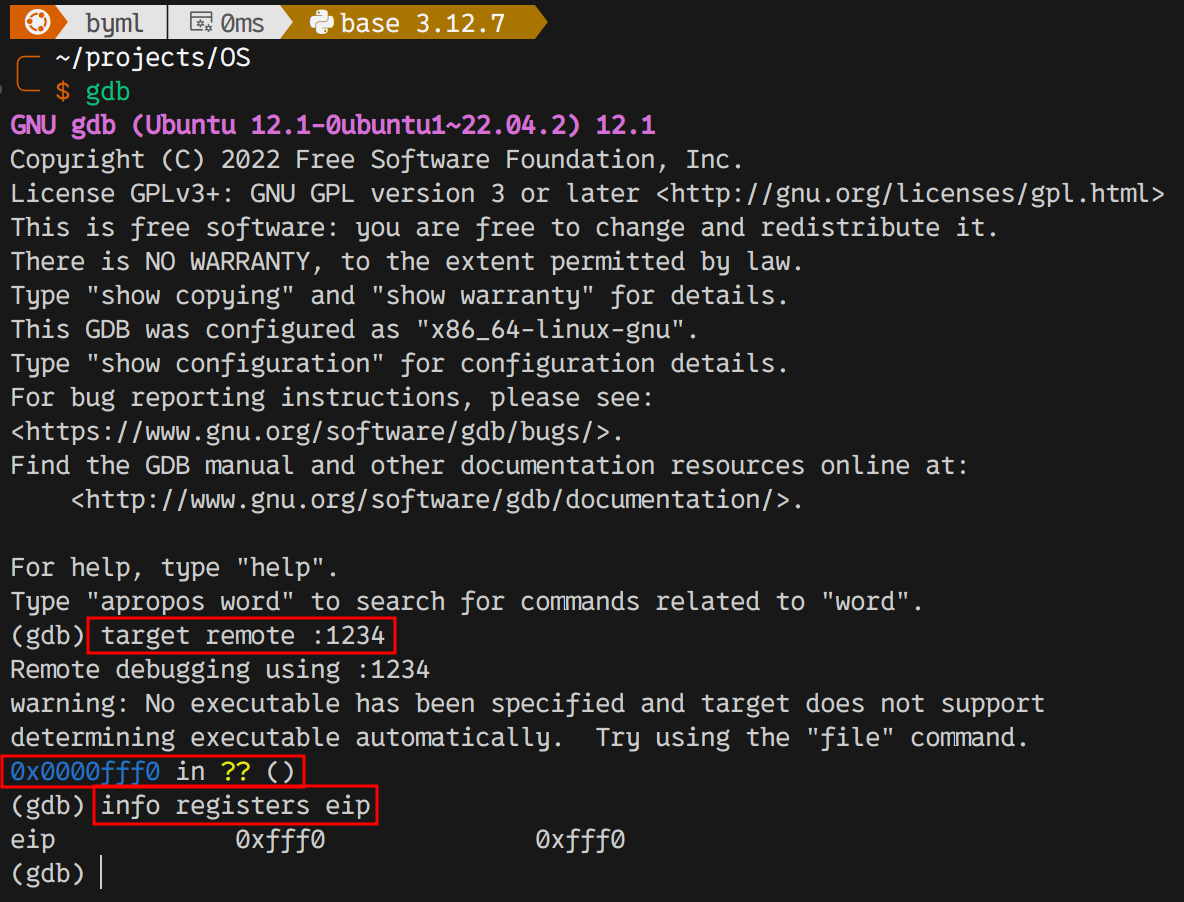 byml 0ms base 3.12.7
~/projects/OS
$ gdb
GNU gdb (Ubuntu 12.1-0ubuntu1~22.04.2) 12.1
Copyright (C) 2022 Free Software Foundation, Inc.
License GPLv3+: GNU GPL version 3 or later <http://gnu.org/licenses/gpl.html>
This is free software: you are free to change and redistribute it.
There is NO WARRANTY, to the extent permitted by law.
Type "show copying" and "show warranty" for details.
This GDB was configured as "x86_64-linux-gnu".
Type "show configuration" for configuration details.
For bug reporting instructions, please see:
<https://www.gnu.org/software/gdb/bugs/>.
Find the GDB manual and other documentation resources online at:
    <http://www.gnu.org/software/gdb/documentation/>.
For help, type "help".
Type "apropos word" to search for commands related to "word".
(gdb) target remote :1234
Remote debugging using :1234
warning: No executable has been specified and target does not support
determining executable automatically.  Try using the "file" command.
0x0000fff0 in ?? ()
(gdb) info registers eip
eip            0xfff0              0xfff0
(gdb)